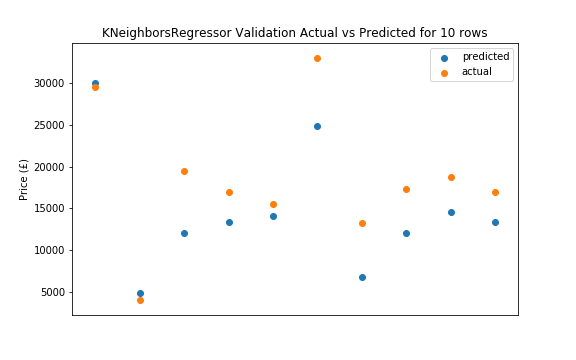 KNeighborsRegressor Validation Actual vs Predicted for 10 rows
predicted
actual
30000
25000
20000
15000
10000
5000
Price (£)